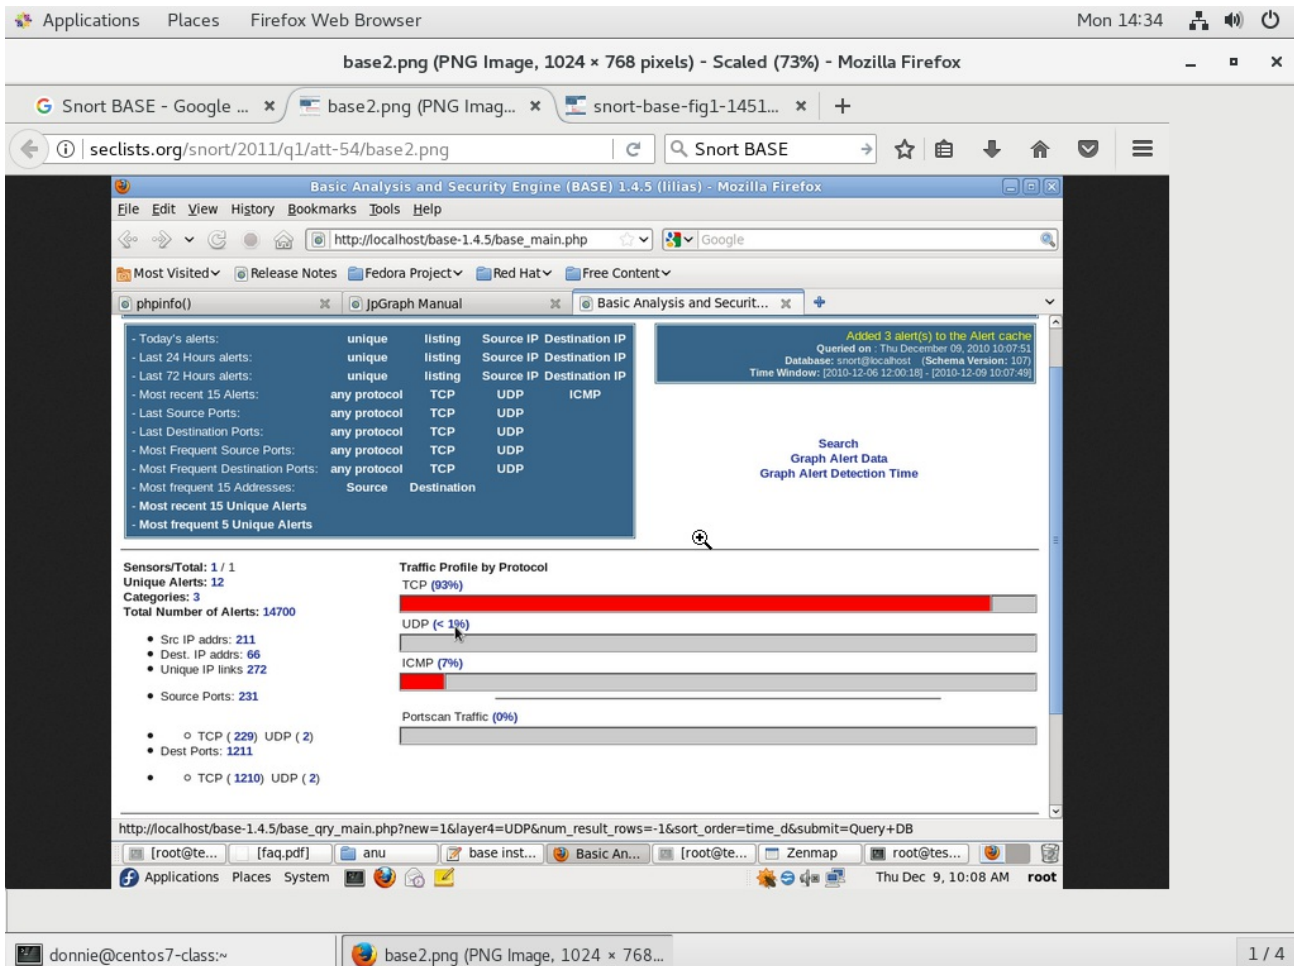 Applications Places Firefox Web Browser Mon 14:34
base2.png (PNG Image, 1024 × 768 pixels) - Scaled (73%) - Mozilla Firefox
Snort BASE - Google ... base2.png (PNG Imag... snort-base-fig1-1451...
seclists.org/snort/2011/q1/att-54/base2.png Snort BASE
Basic Analysis and Security Engine (BASE) 1.4.5 (lilias) - Mozilla Firefox
File Edit View History Bookmarks Tools Help
http://localhost/base-1.4.5/base_main.php Google
Most Visited Release Notes Fedora Project Red Hat Free Content
phpinfo() JpGraph Manual Basic Analysis and Securit...
- Today's alerts: unique listing Source IP Destination IP
- Last 24 Hours alerts: unique listing Source IP Destination IP
- Last 72 Hours alerts: unique listing Source IP Destination IP
- Most recent 15 Alerts: any protocol TCP UDP ICMP
- Last Source Ports: any protocol TCP UDP
- Last Destination Ports: any protocol TCP UDP
- Most Frequent Source Ports: any protocol TCP UDP
- Most Frequent Destination Ports: any protocol TCP UDP
- Most frequent 15 Addresses: Source Destination
- Most recent 15 Unique Alerts
- Most frequent 5 Unique Alerts
Added 3 alert(s) to the Alert cache
Queried on : Thu December 09, 2010 10:07:51
Database: snort@localhost (Schema Version: 107)
Time Window: [2010-12-06 12:00:18] - [2010-12-09 10:07:49]
Search
Graph Alert Data
Graph Alert Detection Time
Sensors/Total: 1 / 1
Unique Alerts: 12
Categories: 3
Total Number of Alerts: 14700
• Src IP addrs: 211
• Dest. IP addrs: 66
• Unique IP links 272
• Source Ports: 231
• ○ TCP ( 229) UDP ( 2)
• Dest Ports: 1211
• ○ TCP ( 1210) UDP ( 2)
Traffic Profile by Protocol
TCP (93%)
UDP (< 1%)
ICMP (7%)
Portscan Traffic (0%)
http://localhost/base-1.4.5/base_qry_main.php?new=1&layer4=UDP&num_result_rows=-1&sort_order=time_d&submit=Query+DB
[root@te... [faq.pdf] anu base inst... Basic An... [root@te... Zenmap root@tes...
Applications Places System Thu Dec 9, 10:08 AM root
donnie@centos7-class:~ base2.png (PNG Image, 1024 × 768... 1 / 4